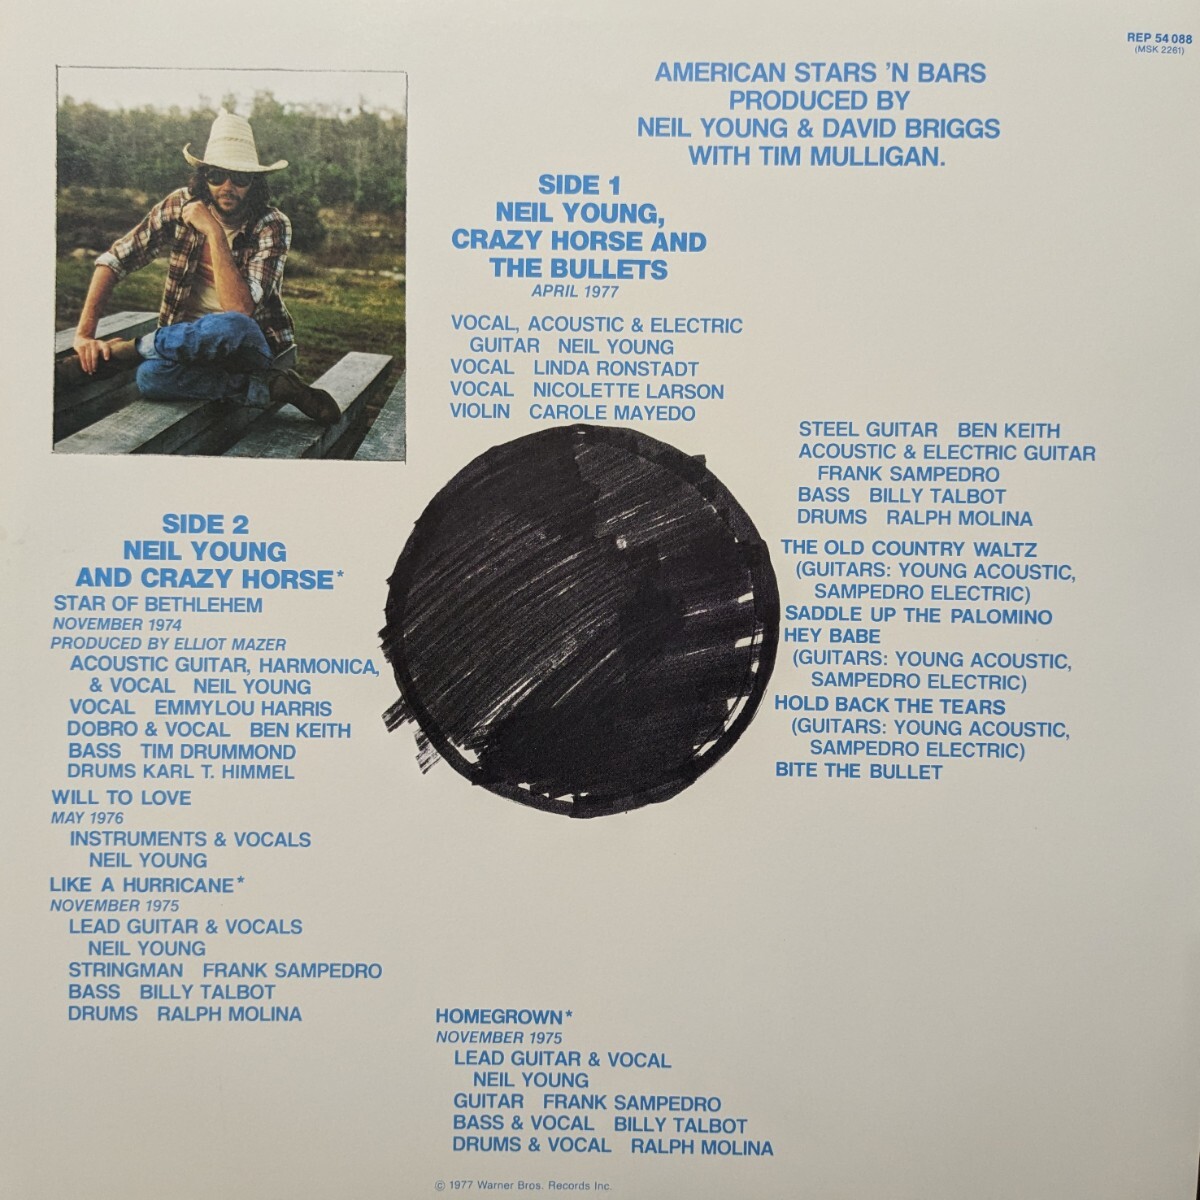 REP 54 088
(MSK 2261)
AMERICAN STARS 'N BARS
PRODUCED BY
NEIL YOUNG & DAVID BRIGGS
WITH TIM MULLIGAN.
SIDE 1
NEIL YOUNG,
CRAZY HORSE AND
THE BULLETS
APRIL 1977
VOCAL, ACOUSTIC & ELECTRIC
GUITAR NEIL YOUNG
VOCAL LINDA RONSTADT
VOCAL NICOLETTE LARSON
VIOLIN CAROLE MAYEDO
STEEL GUITAR BEN KEITH
ACOUSTIC & ELECTRIC GUITAR
FRANK SAMPEDRO
BASS BILLY TALBOT
DRUMS RALPH MOLINA
THE OLD COUNTRY WALTZ
(GUITARS: YOUNG ACOUSTIC,
SAMPEDRO ELECTRIC)
SADDLE UP THE PALOMINO
HEY BABE
(GUITARS: YOUNG ACOUSTIC,
SAMPEDRO ELECTRIC)
HOLD BACK THE TEARS
(GUITARS: YOUNG ACOUSTIC,
SAMPEDRO ELECTRIC)
BITE THE BULLET
SIDE 2
NEIL YOUNG
AND CRAZY HORSE*
STAR OF BETHLEHEM
NOVEMBER 1974
PRODUCED BY ELLIOT MAZER
ACOUSTIC GUITAR, HARMONICA,
& VOCAL NEIL YOUNG
VOCAL EMMYLOU HARRIS
DOBRO & VOCAL BEN KEITH
BASS TIM DRUMMOND
DRUMS KARL T. HIMMEL
WILL TO LOVE
MAY 1976
INSTRUMENTS & VOCALS
NEIL YOUNG
LIKE A HURRICANE*
NOVEMBER 1975
LEAD GUITAR & VOCALS
NEIL YOUNG
STRINGMAN FRANK SAMPEDRO
BASS BILLY TALBOT
DRUMS RALPH MOLINA
HOMEGROWN*
NOVEMBER 1975
LEAD GUITAR & VOCAL
NEIL YOUNG
GUITAR FRANK SAMPEDRO
BASS & VOCAL BILLY TALBOT
DRUMS & VOCAL RALPH MOLINA
© 1977 Warner Bros. Records Inc.